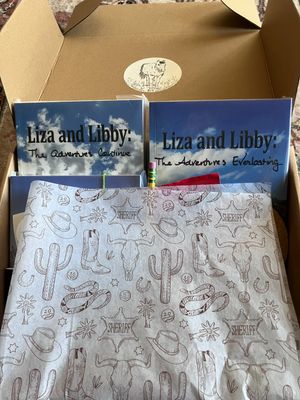 Liza and Libby:
The Adventures Continue
Liza and Libby:
The Adventures Everlasting
SHERIFF
SHERIFF
SHERIFF
SHERIFF